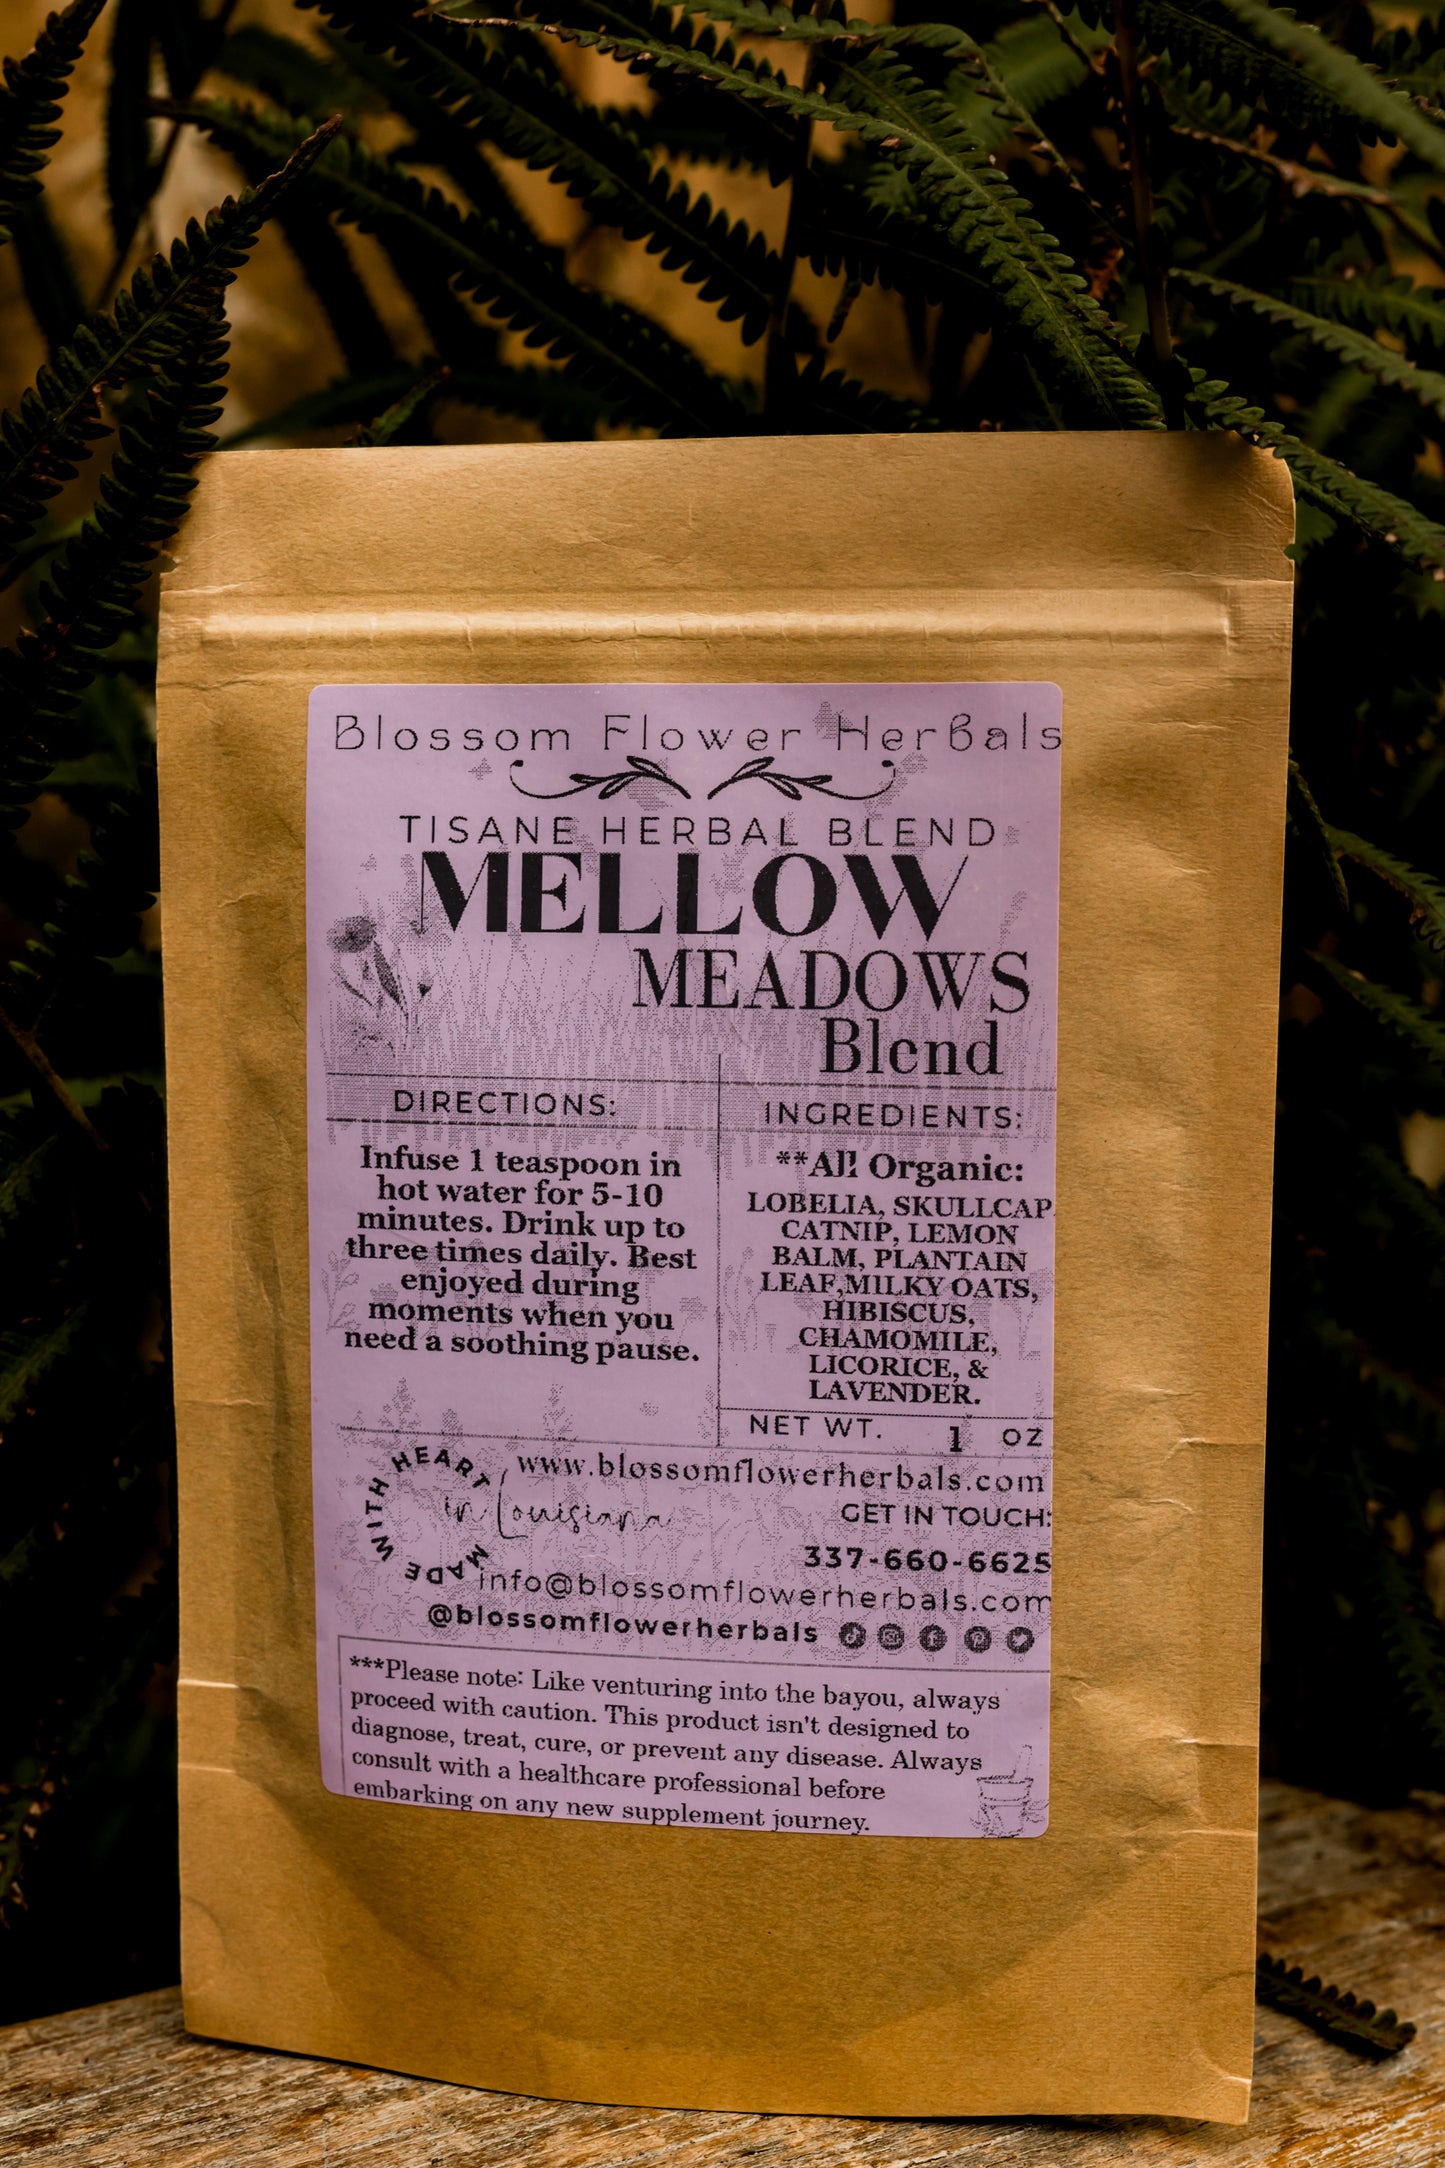 Blossom Flower Herbals
TISANE HERBAL BLEND
MELLOW
MEADOWS
Blend
DIRECTIONS:
Infuse 1 teaspoon in
hot water for 5-10
minutes. Drink up to
three times daily. Best
enjoyed during
moments when you
need a soothing pause.
INGREDIENTS:
**All Organic:
LOBELIA, SKULLCAP,
CATNIP, LEMON
BALM, PLANTAIN
LEAF,MILKY OATS,
HIBISCUS,
CHAMOMILE,
LICORICE, &
LAVENDER.
NET WT. 1 OZ
MADE WITH HEART
in Louisiana
www.blossomflowerherbals.com
GET IN TOUCH:
337-660-6625
info@blossomflowerherbals.com
@blossomflowerherbals
***Please note: Like venturing into the bayou, always
proceed with caution. This product isn't designed to
diagnose, treat, cure, or prevent any disease. Always
consult with a healthcare professional before
embarking on any new supplement journey.